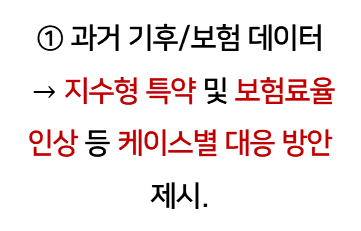 ① 과거 기후/보험 데이터
→ 지수형 특약 및 보험료율
인상 등 케이스별 대응 방안
제시.